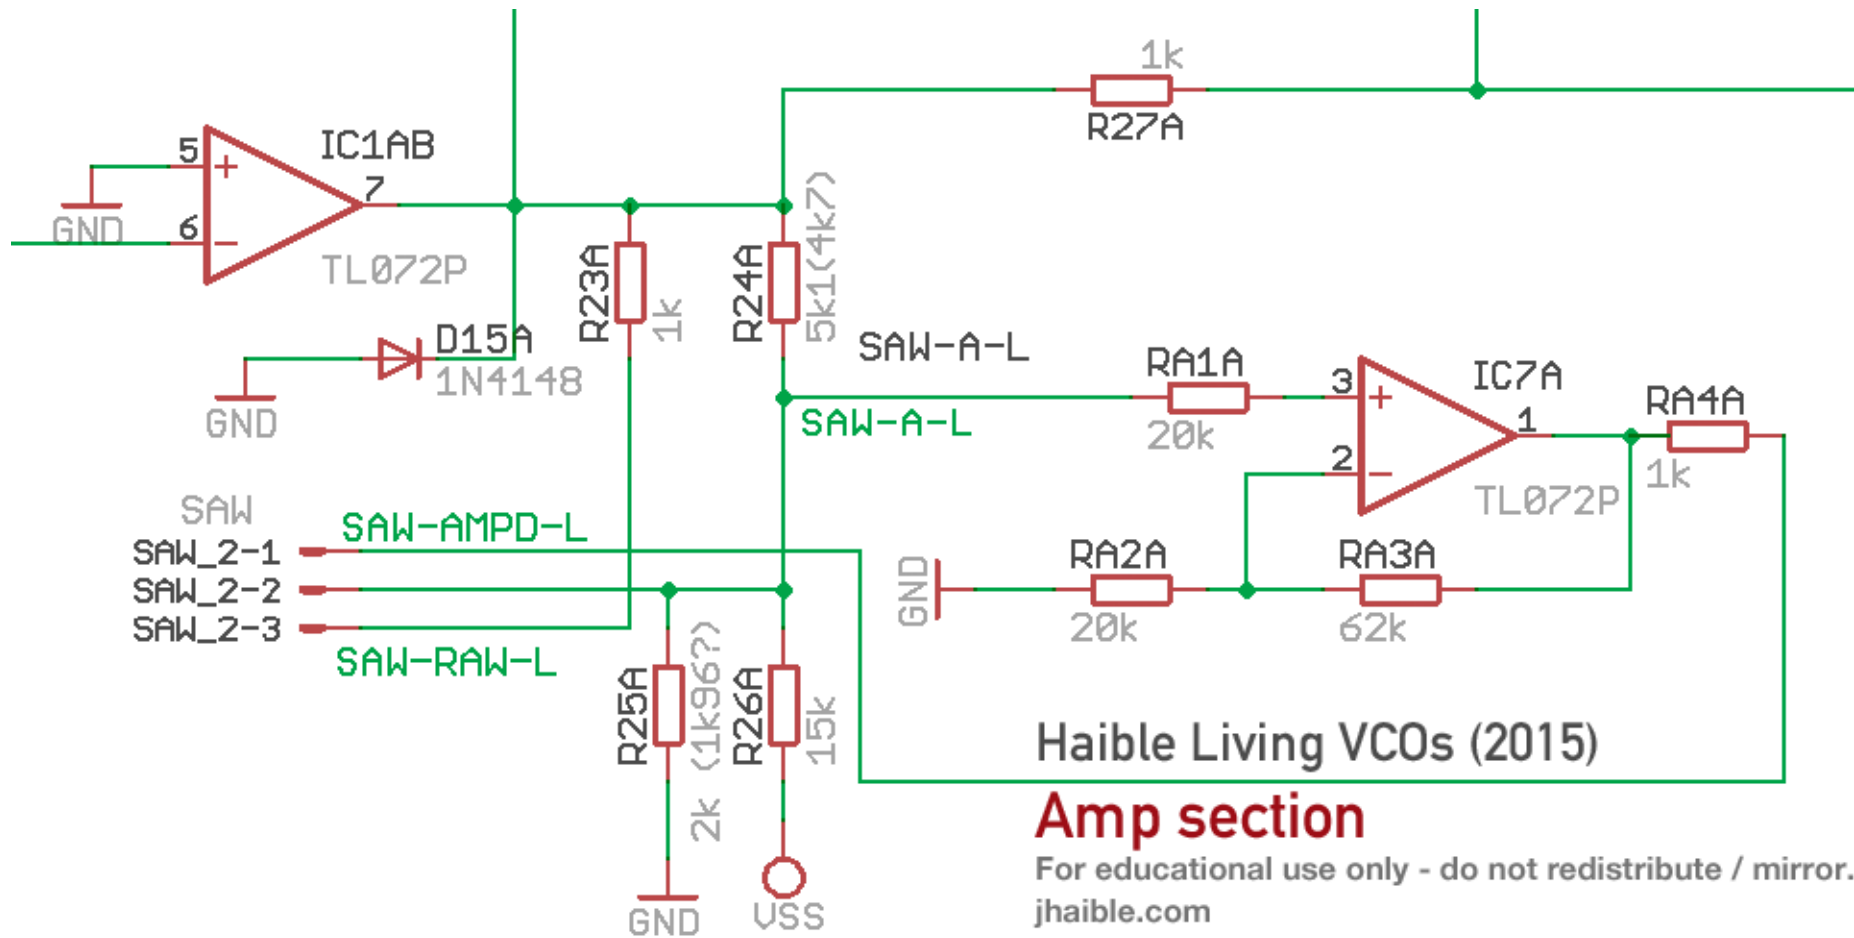 1k
R27A
IC1AB
5
+
7
6
-
GND
TL072P
R23A
1k
R24A
5k1(4k7)
D15A
1N4148
GND
SAW-A-L
SAW-A-L
RA1A
20k
IC7A
3
+
1
2
-
TL072P
RA4A
1k
SAW
SAW-AMPD-L
SAW_2-1
SAW_2-2
SAW_2-3
SAW-RAW-L
GND
RA2A
20k
RA3A
62k
R25A
2k (1k96?)
R26A
15k
GND
VSS
Haible Living VCOs (2015)
Amp section
For educational use only - do not redistribute / mirror.
jhaible.com